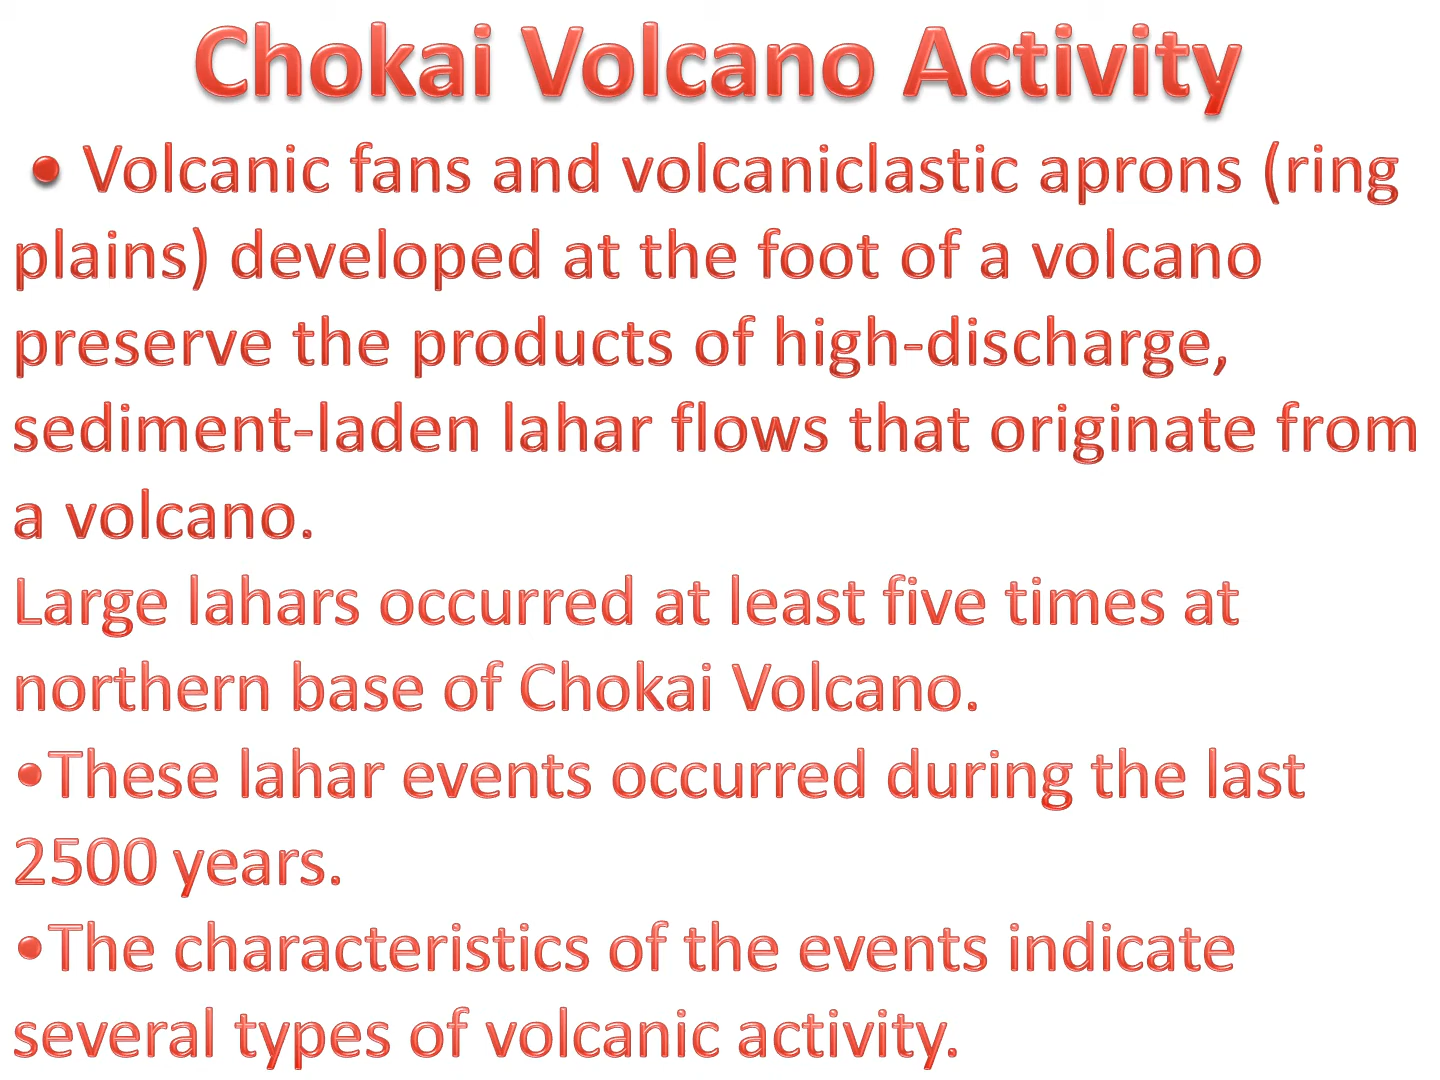 Chokai Volcano Activity
• Volcanic fans and volcaniclastic aprons (ring
plains) developed at the foot of a volcano
preserve the products of high-discharge,
sediment-laden lahar flows that originate from
a volcano.
Large lahars occurred at least five times at
northern base of Chokai Volcano.
•These lahar events occurred during the last
2500 years.
•The characteristics of the events indicate
several types of volcanic activity.